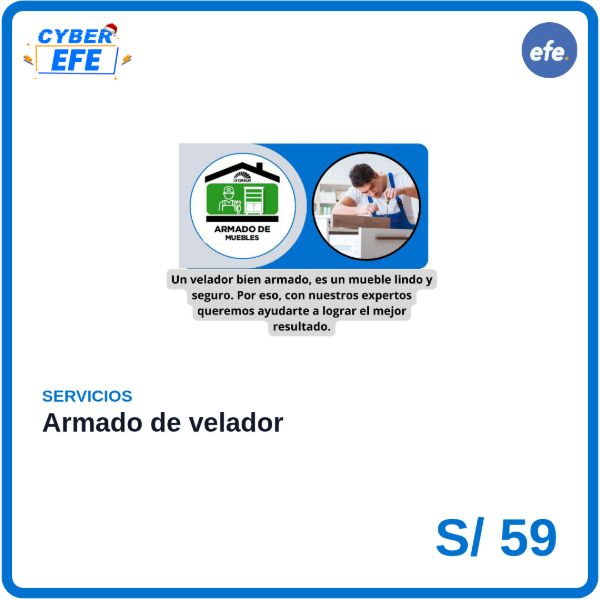 CYBER
EFE
efe.
ARMADO DE
MUEBLES
Un velador bien armado, es un mueble lindo y
seguro. Por eso, con nuestros expertos
queremos ayudarte a lograr el mejor
resultado.
SERVICIOS
Armado de velador
S/ 59